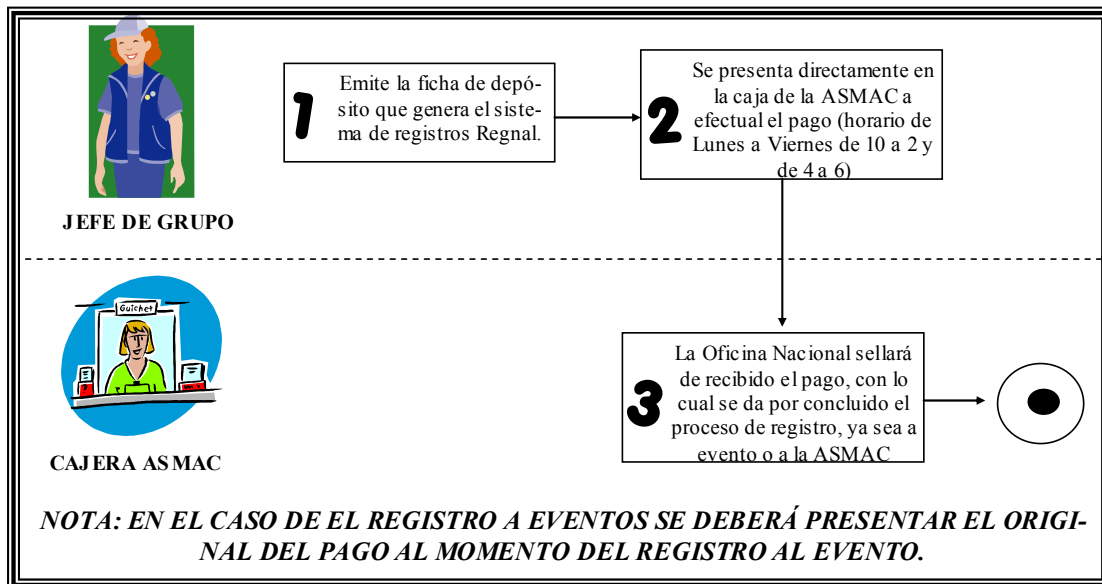 1
Emite la ficha de depó-
sito que genera el siste-
ma de registros Regnal.
2
Se presenta directamente en
la caja de la ASMAC a
efectual el pago (horario de
Lunes a Viernes de 10 a 2 y
de 4 a 6)
JEFE DE GRUPO
Guichet
3
La Oficina Nacional sellará
de recibido el pago, con lo
cual se da por concluido el
proceso de registro, ya sea a
evento o a la ASMAC
CAJERA ASMAC
NOTA: EN EL CASO DE EL REGISTRO A EVENTOS SE DEBERÁ PRESENTAR EL ORIGI-
NAL DEL PAGO AL MOMENTO DEL REGISTRO AL EVENTO.